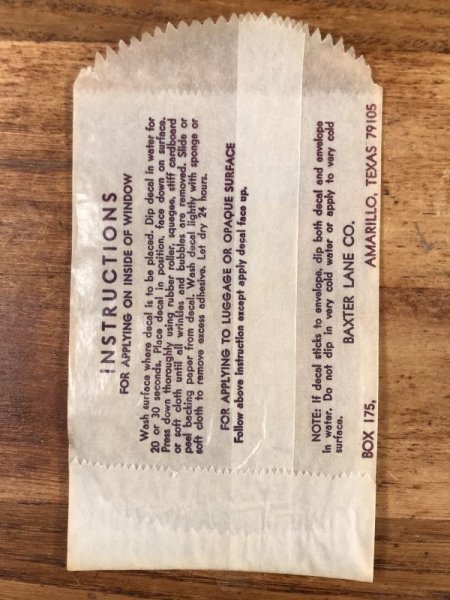 INSTRUCTIONS
FOR APPLYING ON INSIDE OF WINDOW
Wash surface where decal is to be placed. Dip decal in water for
20 or 30 seconds. Place decal in position, face down on surface.
Press down thoroughly using rubber roller, squegee, stiff cardboard
or soft cloth until all wrinkles and bubbles are removed. Slide or
peel backing paper from decal. Wash decal lightly with sponge or
soft cloth to remove excess adhesive. Let dry 24 hours.
FOR APPLYING TO LUGGAGE OR OPAQUE SURFACE
Follow above instruction except apply decal face up.
NOTE: If decal sticks to envelope, dip both decal and envelope
in water. Do not dip in very cold water or apply to very cold
surface.
BAXTER LANE CO.
BOX 175, AMARILLO, TEXAS 79105